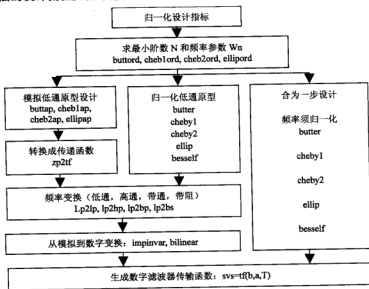 归一化设计指标
求最小阶数 N 和频率参数 Wn
buttord, cheb1ord, cheb2ord, ellipord
模拟低通原型设计
buttap, cheb1ap,
cheb2ap, ellipap
转换成传递函数
zp2tf
归一化低通原型
butter
cheby1
cheby2
ellip
besself
合为一步设计
频率须归一化
butter
cheby1
cheby2
ellip
besself
频率变换（低通，高通，带通，带阻）
Lp2lp, lp2hp, lp2bp, lp2bs
从模拟到数字变换：impinvar, bilinear
生成数字滤波器传输函数：svs=tf(b,a,T)